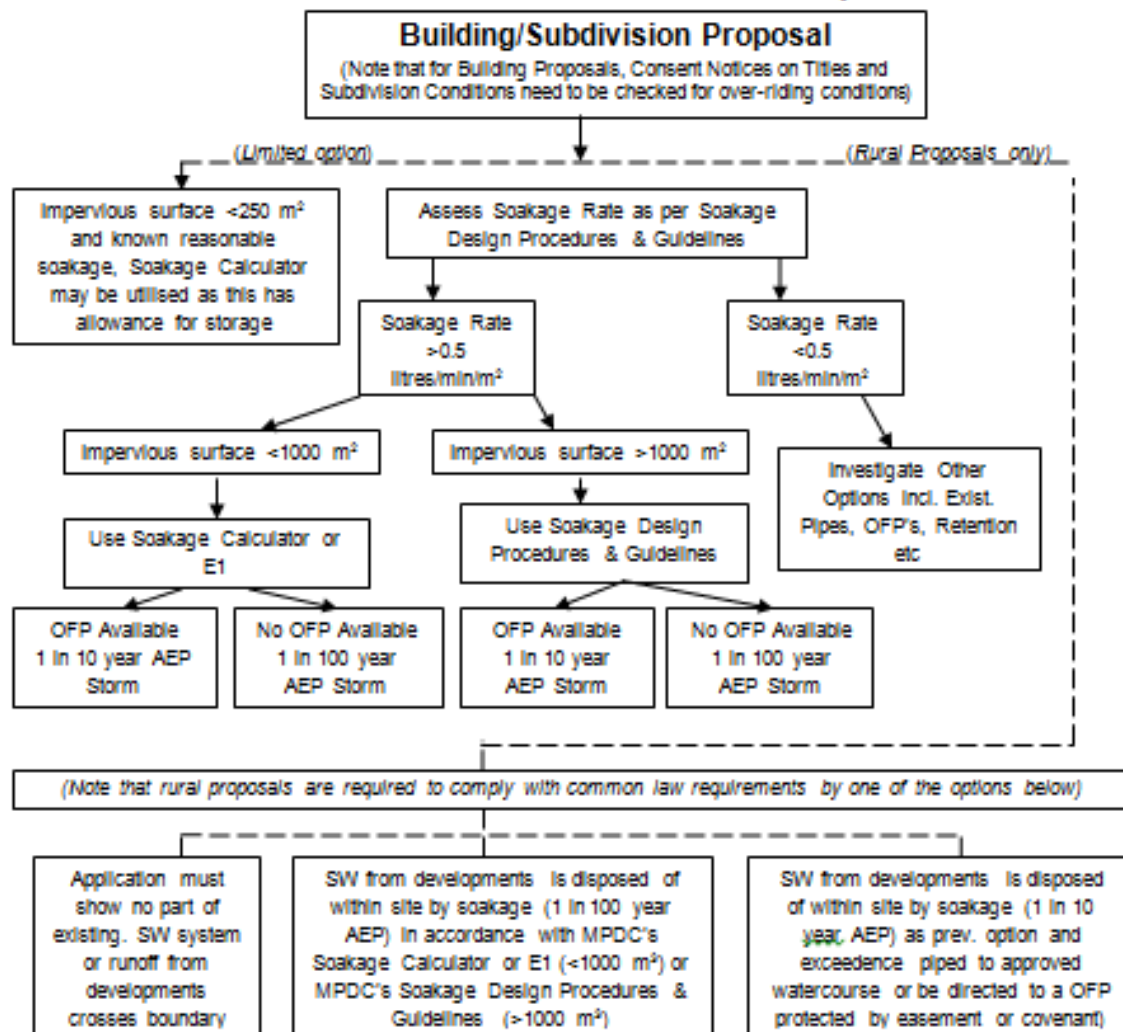 Building/Subdivision Proposal
(Note that for Building Proposals, Consent Notices on Titles and
Subdivision Conditions need to be checked for over-riding conditions)
(Limited option)
(Rural Proposals only)
Impervious surface <250 m²
and known reasonable
soakage, Soakage Calculator
may be utilised as this has
allowance for storage
Assess Soakage Rate as per Soakage
Design Procedures & Guidelines
Soakage Rate
>0.5
litres/min/m²
Soakage Rate
<0.5
litres/min/m²
Impervious surface <1000 m²
Impervious surface >1000 m²
Investigate Other
Options Incl. Exist.
Pipes, OFP's, Retention
etc
Use Soakage Calculator or
E1
Use Soakage Design
Procedures & Guidelines
OFP Available
1 in 10 year AEP
Storm
No OFP Available
1 in 100 year
AEP Storm
OFP Available
1 in 10 year
AEP Storm
No OFP Available
1 in 100 year
AEP Storm
(Note that rural proposals are required to comply with common law requirements by one of the options below)
Application must
show no part of
existing. SW system
or runoff from
developments
crosses boundary
SW from developments is disposed of
within site by soakage (1 in 100 year
AEP) in accordance with MPDC's
Soakage Calculator or E1 (<1000 m²) or
MPDC's Soakage Design Procedures &
Guidelines (>1000 m²)
SW from developments is disposed
of within site by soakage (1 in 10
year. AEP) as prev. option and
exceedence piped to approved
watercourse or be directed to a OFP
protected by easement or covenant)